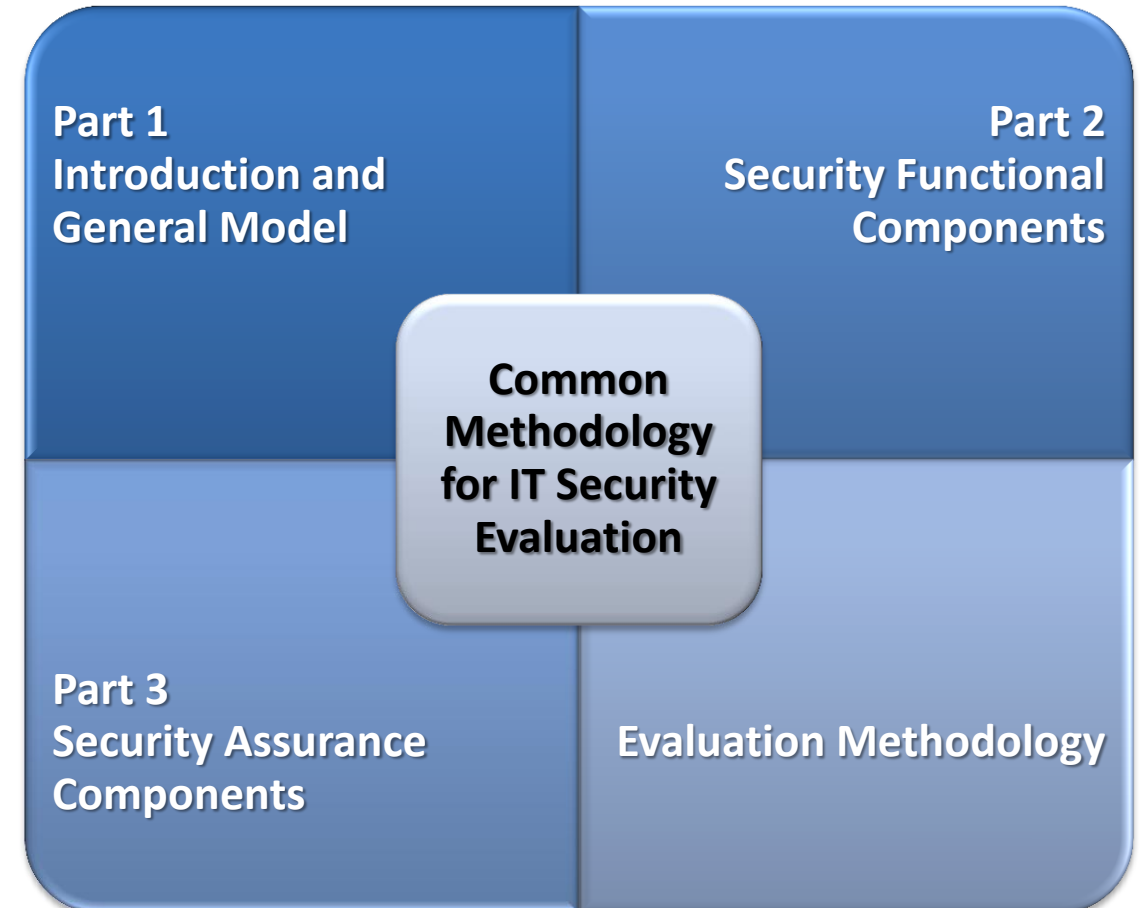 Part 1
Introduction and
General Model
Part 2
Security Functional
Components
Common
Methodology
for IT Security
Evaluation
Part 3
Security Assurance
Components
Evaluation Methodology